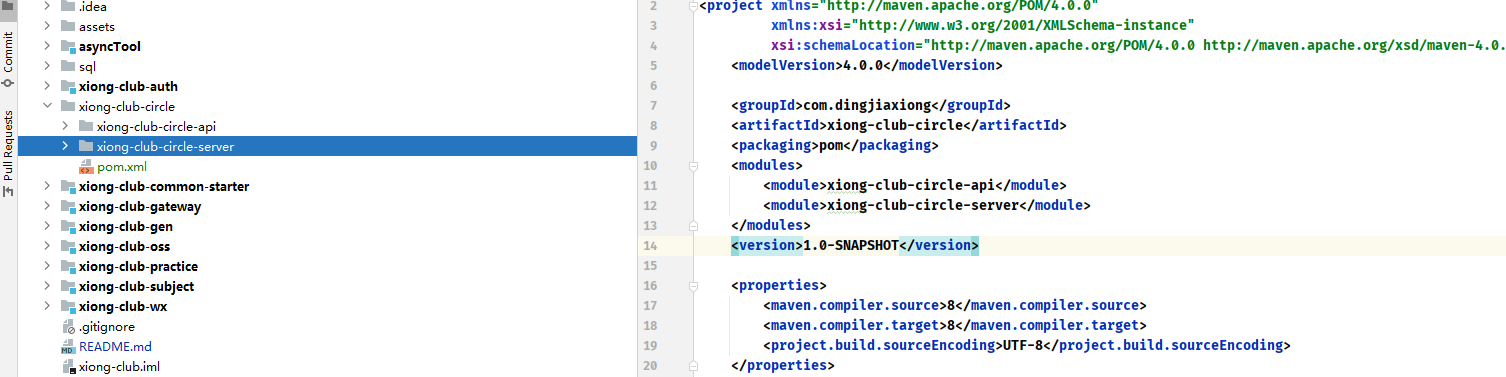 Commit
Pull Requests
.idea
assets
asyncTool
sql
xiong-club-auth
xiong-club-circle
xiong-club-circle-api
xiong-club-circle-server
pom.xml
xiong-club-common-starter
xiong-club-gateway
xiong-club-gen
xiong-club-oss
xiong-club-practice
xiong-club-subject
xiong-club-wx
.gitignore
MD README.md
xiong-club.iml
2 <project xmlns="http://maven.apache.org/POM/4.0.0"
3 xmlns:xsi="http://www.w3.org/2001/XMLSchema-instance"
4 xsi:schemaLocation="http://maven.apache.org/POM/4.0.0 http://maven.apache.org/xsd/maven-4.0.
5 <modelVersion>4.0.0</modelVersion>
6
7 <groupId>com.dingjiaxiong</groupId>
8 <artifactId>xiong-club-circle</artifactId>
9 <packaging>pom</packaging>
10 <modules>
11 <module>xiong-club-circle-api</module>
12 <module>xiong-club-circle-server</module>
13 </modules>
14 <version>1.0-SNAPSHOT</version>
15
16 <properties>
17 <maven.compiler.source>8</maven.compiler.source>
18 <maven.compiler.target>8</maven.compiler.target>
19 <project.build.sourceEncoding>UTF-8</project.build.sourceEncoding>
20 </properties>